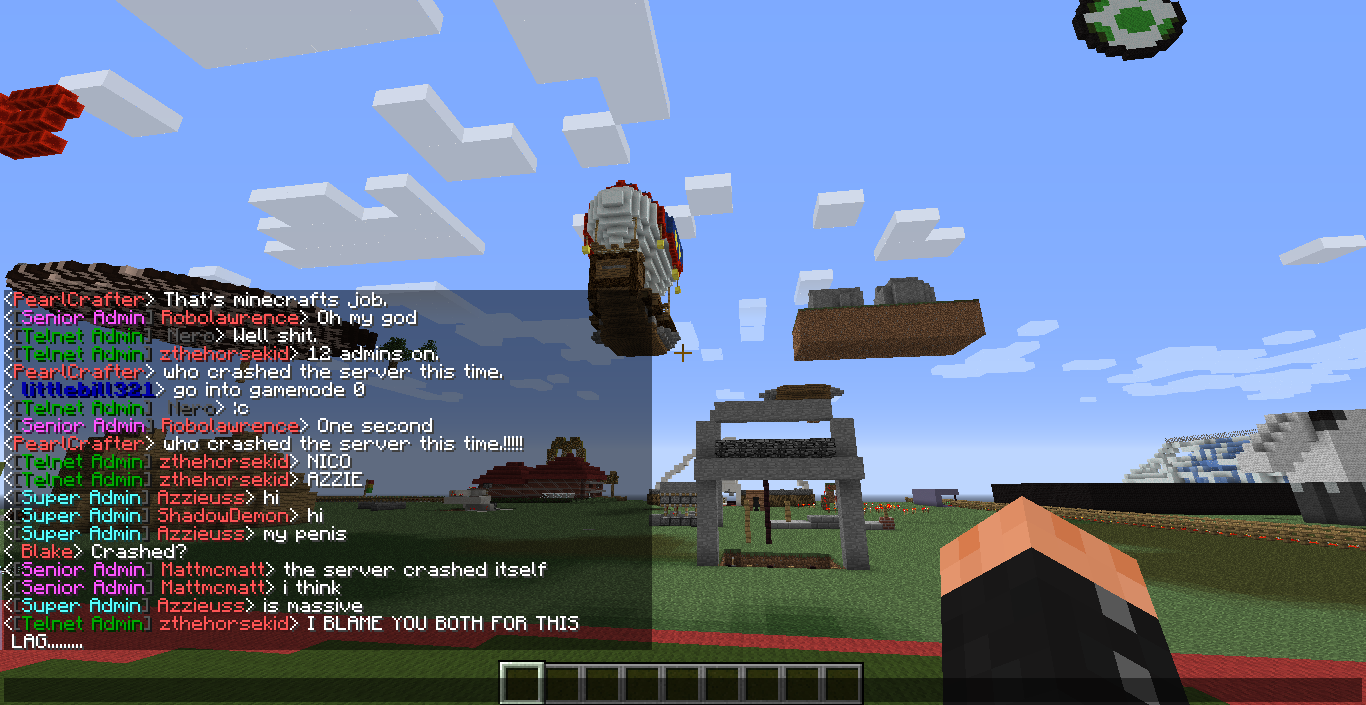 <PearlCrafter> That's minecrafts job.
<[Senior Admin] Robolawrence> Oh my god
<[Telnet Admin] Nero> Well shit.
<[Telnet Admin] zthehorsekid> 12 admins on.
<PearlCrafter> who crashed the server this time.
< littlebill321> go into gamemode 0
<[Telnet Admin] Nero> :c
<[Senior Admin] Robolawrence> One second
<PearlCrafter> who crashed the server this time.!!!!!
<[Telnet Admin] zthehorsekid> NICO
<[Telnet Admin] zthehorsekid> AZZIE
<[Super Admin] Azzieuss> hi
<[Super Admin] ShadowDemon> hi
<[Super Admin] Azzieuss> my penis
< Blake> Crashed?
<[Senior Admin] Mattmcmatt> the server crashed itself
<[Senior Admin] Mattmcmatt> i think
<[Super Admin] Azzieuss> is massive
<[Telnet Admin] zthehorsekid> I BLAME YOU BOTH FOR THIS
LAG.........